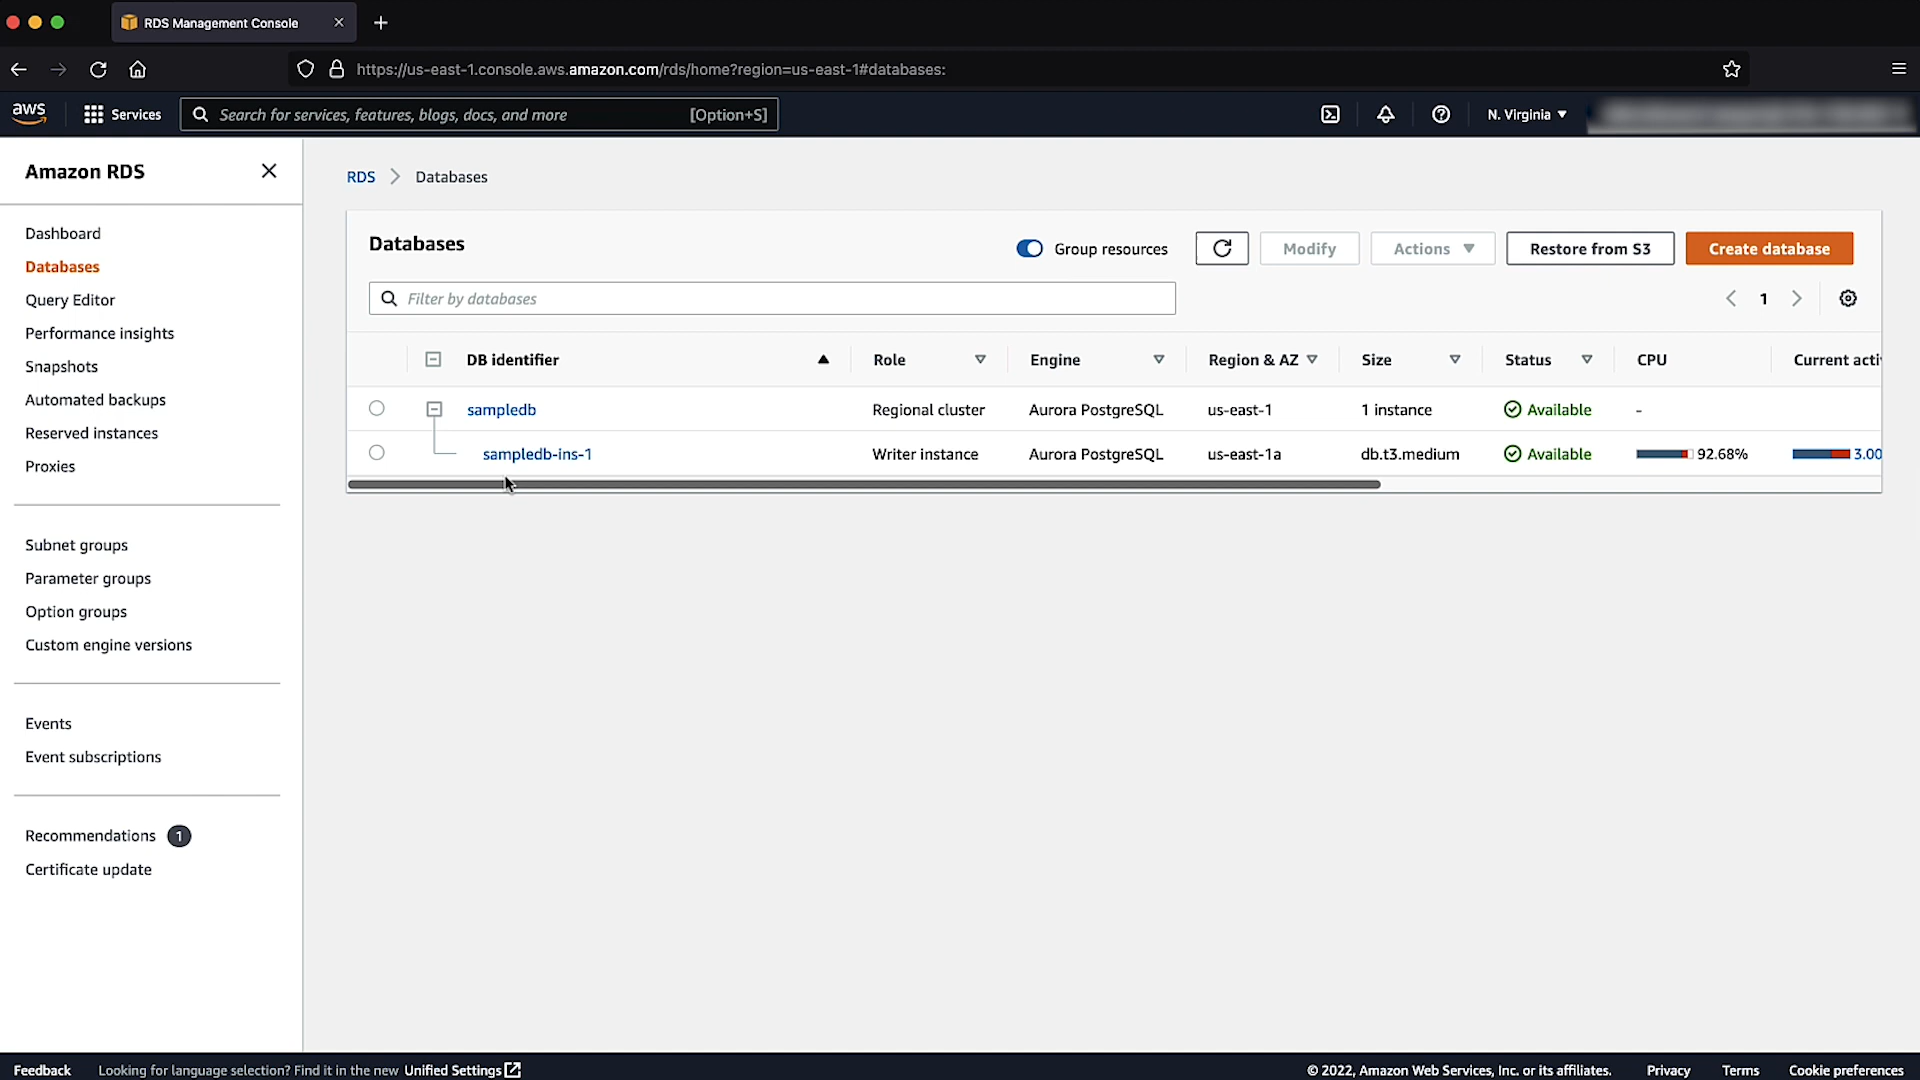 RDS Management Console
https://us-east-1.console.aws.amazon.com/rds/home?region=us-east-1#databases:
aws
Services
Search for services, features, blogs, docs, and more
[Option+S]
N. Virginia
Amazon RDS
Dashboard
Databases
Query Editor
Performance insights
Snapshots
Automated backups
Reserved instances
Proxies
Subnet groups
Parameter groups
Option groups
Custom engine versions
Events
Event subscriptions
Recommendations 1
Certificate update
RDS > Databases
Databases
Group resources
Modify
Actions
Restore from S3
Create database
Filter by databases
1
DB identifier Role Engine Region & AZ Size Status CPU Current acti
sampledb Regional cluster Aurora PostgreSQL us-east-1 1 instance Available -
sampledb-ins-1 Writer instance Aurora PostgreSQL us-east-1a db.t3.medium Available 92.68% 3.00
Feedback Looking for language selection? Find it in the new Unified Settings © 2022, Amazon Web Services, Inc. or its affiliates. Privacy Terms Cookie preferences